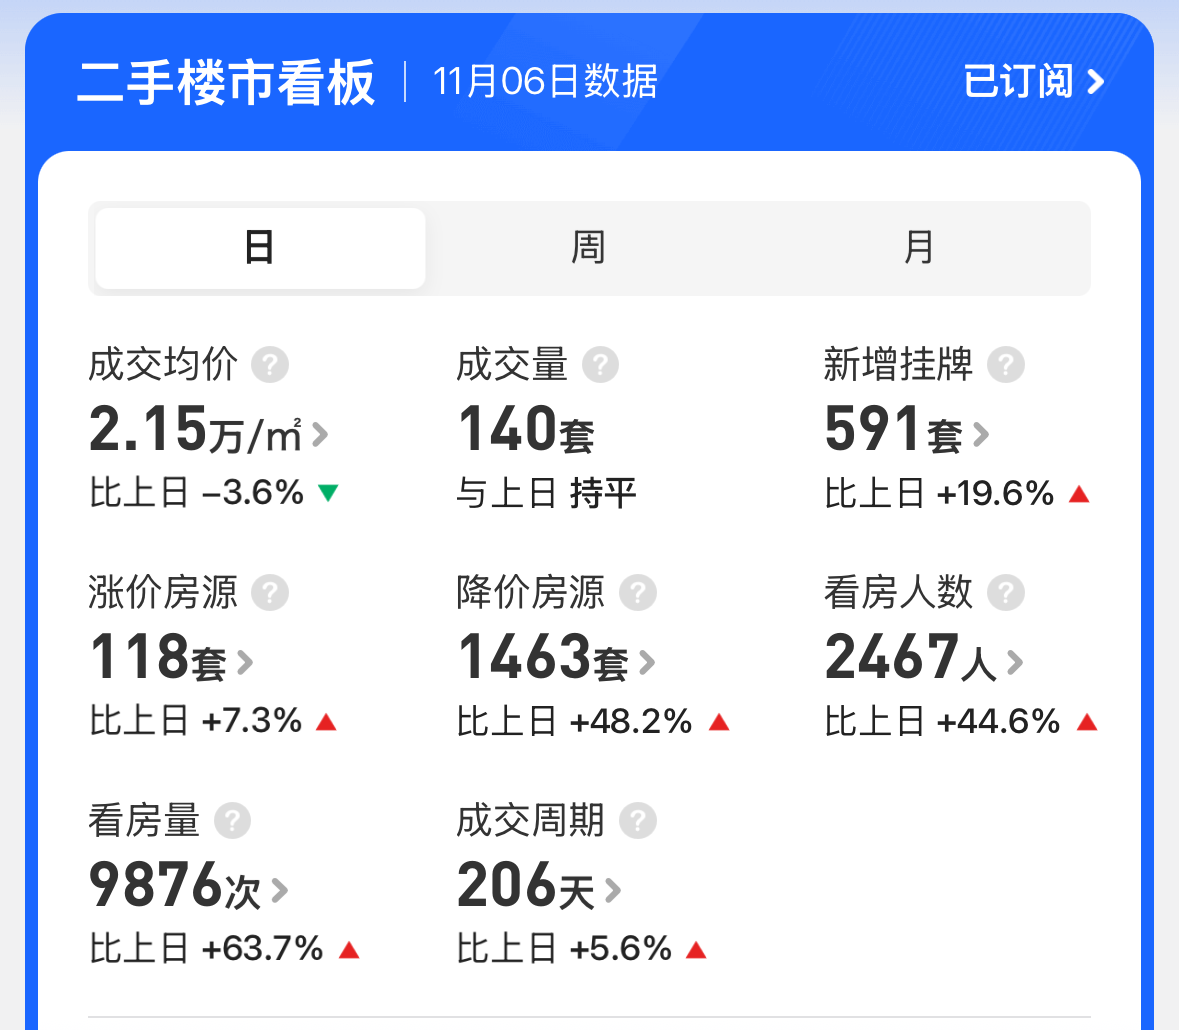 二手楼市看板 11月06日数据 已订阅
日 周 月
成交均价 ? 成交量 ? 新增挂牌 ?
2.15万/㎡ 140套 591套
比上日 -3.6% ▼ 与上日 持平 比上日 +19.6% ▲
涨价房源 ? 降价房源 ? 看房人数 ?
118套 1463套 2467人
比上日 +7.3% ▲ 比上日 +48.2% ▲ 比上日 +44.6% ▲
看房量 ? 成交周期 ?
9876次 206天
比上日 +63.7% ▲ 比上日 +5.6% ▲